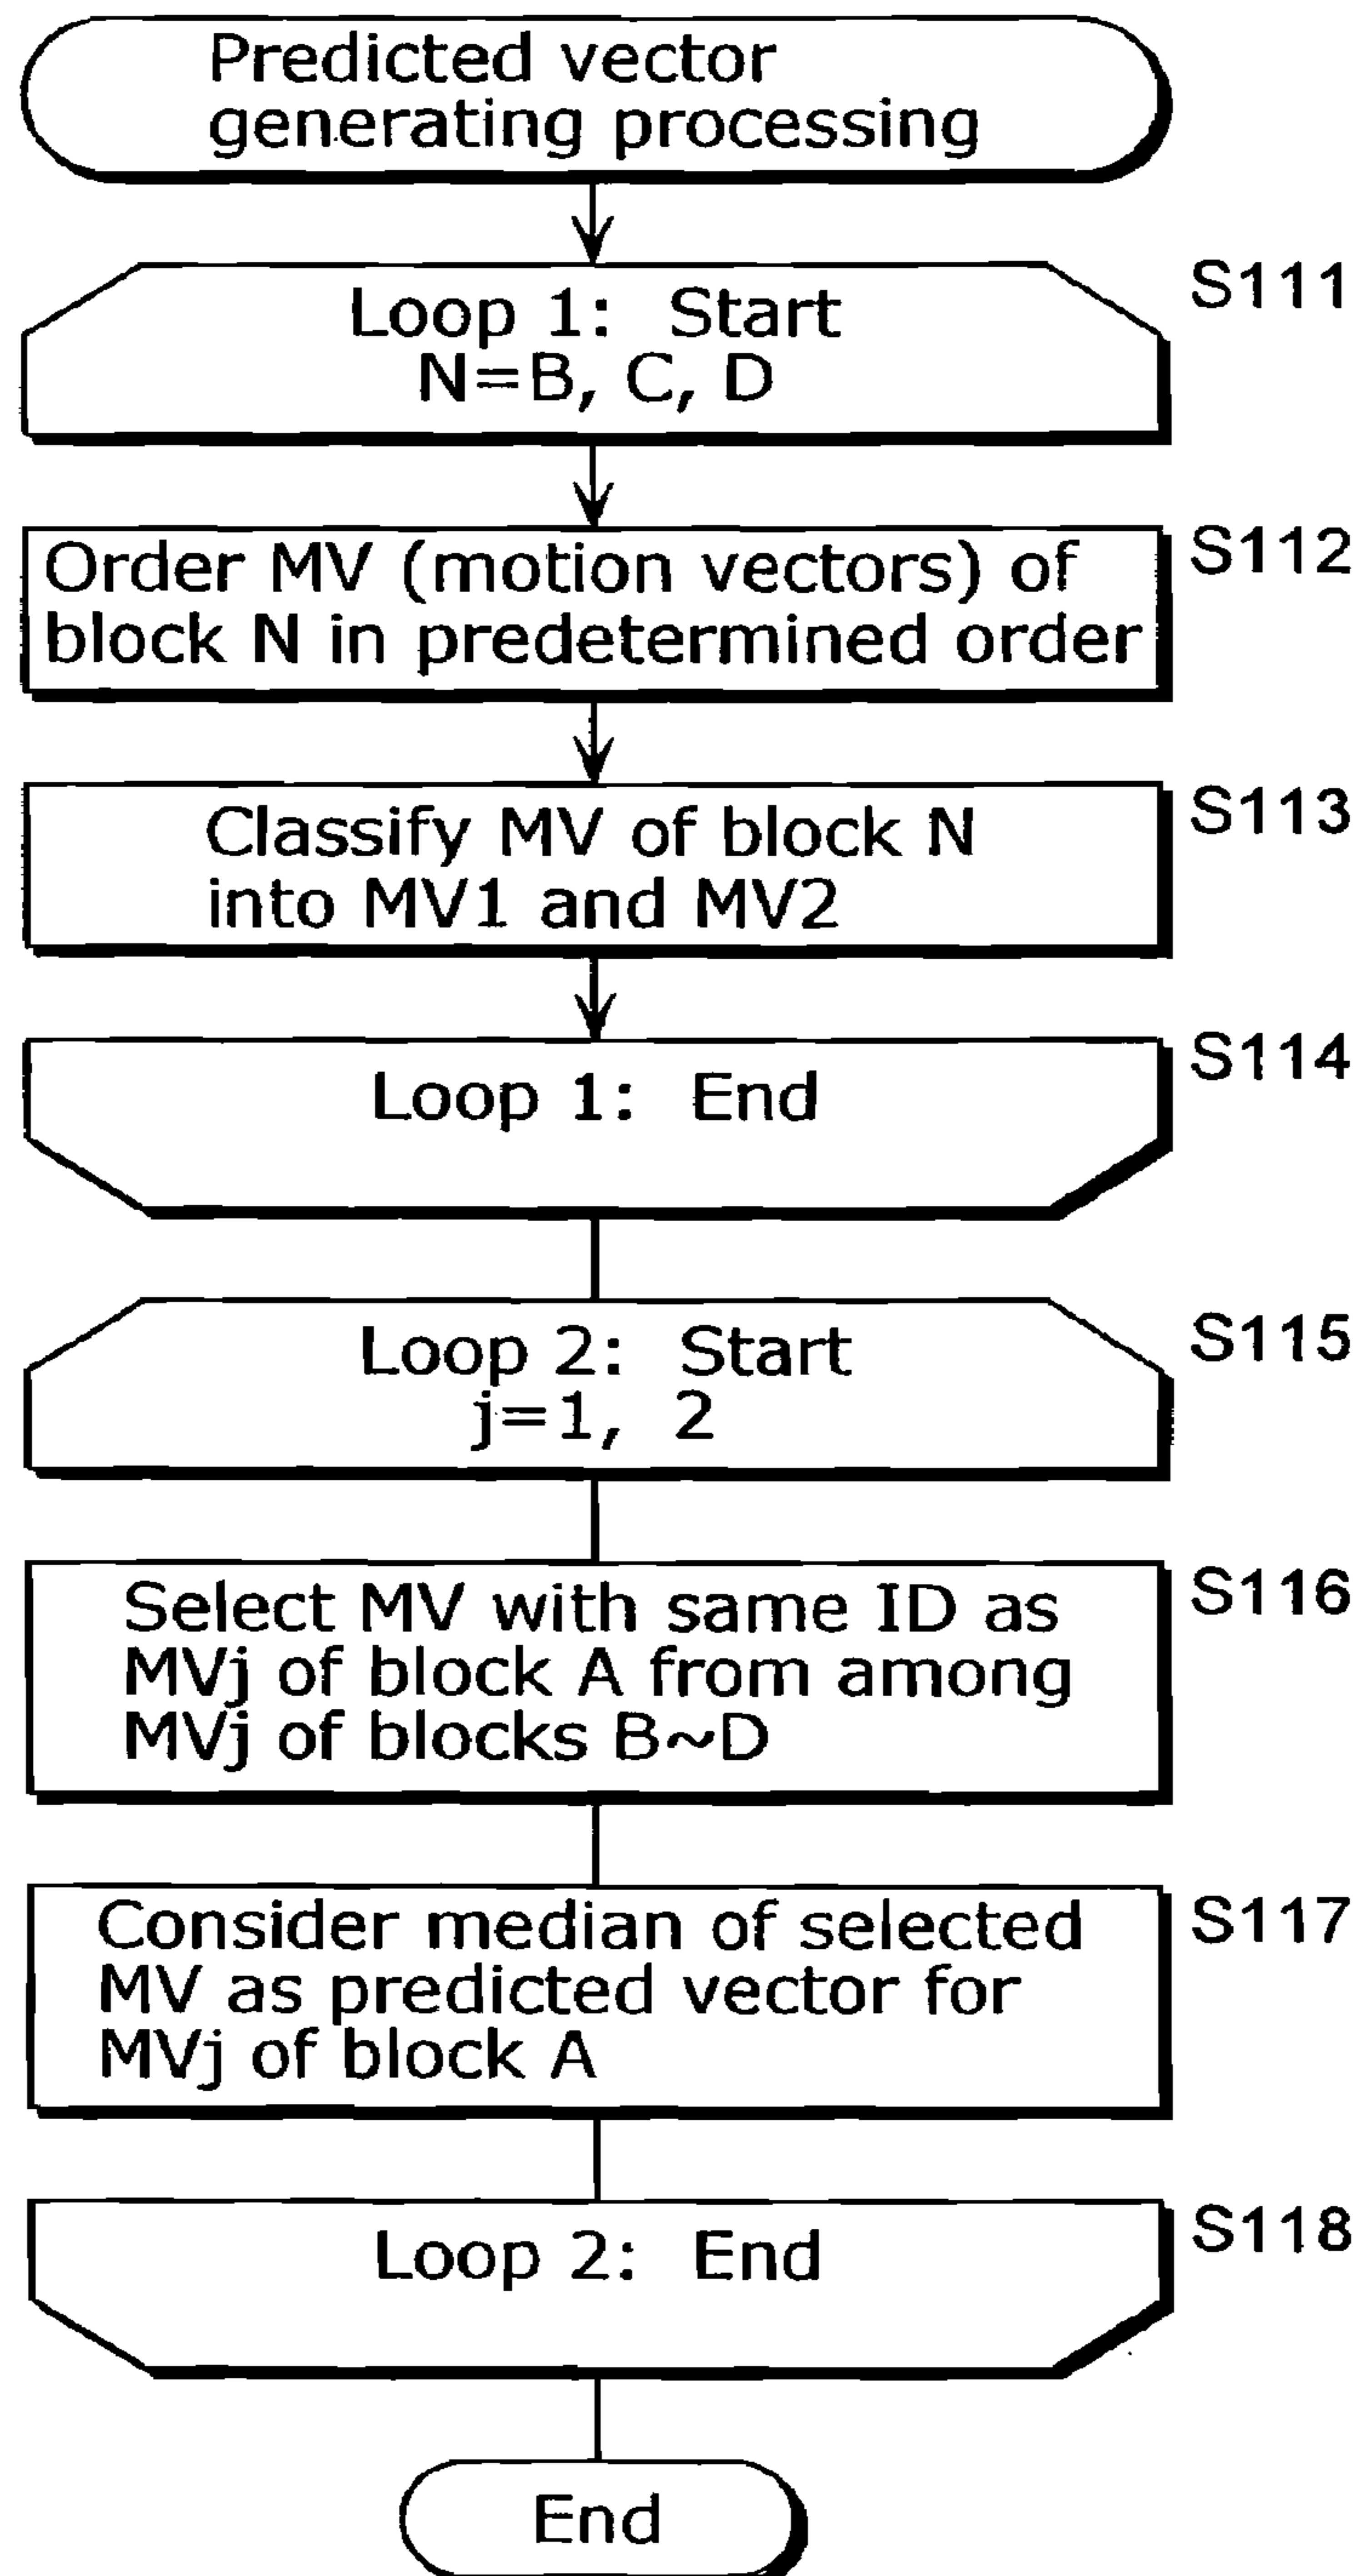 Predicted vector
generating processing
Loop 1: Start
N=B, C, D
S111
Order MV (motion vectors) of
block N in predetermined order
S112
Classify MV of block N
into MV1 and MV2
S113
Loop 1: End
S114
Loop 2: Start
j=1, 2
S115
Select MV with same ID as
MVj of block A from among
MVj of blocks B~D
S116
Consider median of selected
MV as predicted vector for
MVj of block A
S117
Loop 2: End
S118
End